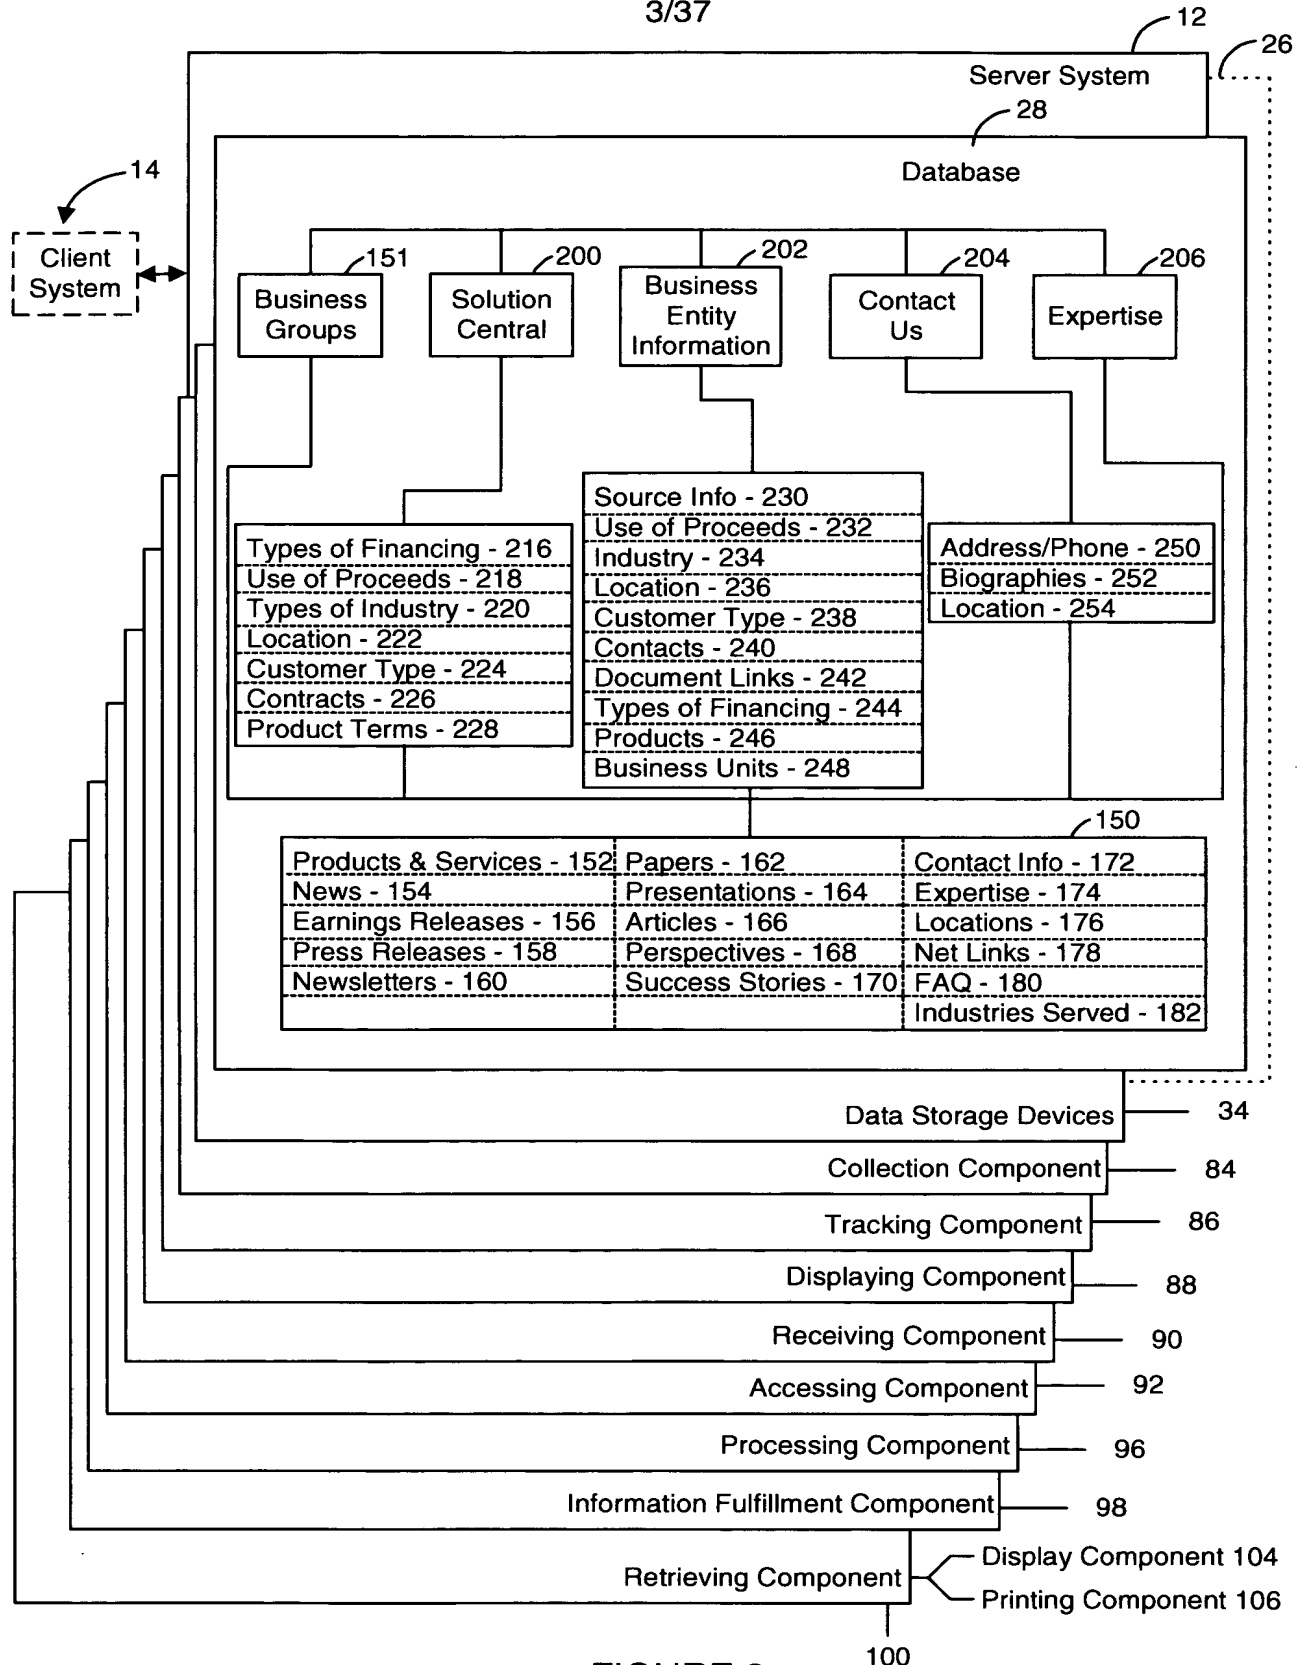 3/37
12
26
Server System
28
Database
14
Client
System
151
200
202
204
206
Business
Groups
Solution
Central
Business
Entity
Information
Contact
Us
Expertise
Types of Financing - 216
Use of Proceeds - 218
Types of Industry - 220
Location - 222
Customer Type - 224
Contracts - 226
Product Terms - 228
Source Info - 230
Use of Proceeds - 232
Industry - 234
Location - 236
Customer Type - 238
Contacts - 240
Document Links - 242
Types of Financing - 244
Products - 246
Business Units - 248
Address/Phone - 250
Biographies - 252
Location - 254
150
Products & Services - 152 Papers - 162 Contact Info - 172
News - 154 Presentations - 164 Expertise - 174
Earnings Releases - 156 Articles - 166 Locations - 176
Press Releases - 158 Perspectives - 168 Net Links - 178
Newsletters - 160 Success Stories - 170 FAQ - 180
Industries Served - 182
Data Storage Devices 34
Collection Component 84
Tracking Component 86
Displaying Component 88
Receiving Component 90
Accessing Component 92
Processing Component 96
Information Fulfillment Component 98
Display Component 104
Retrieving Component
Printing Component 106
100